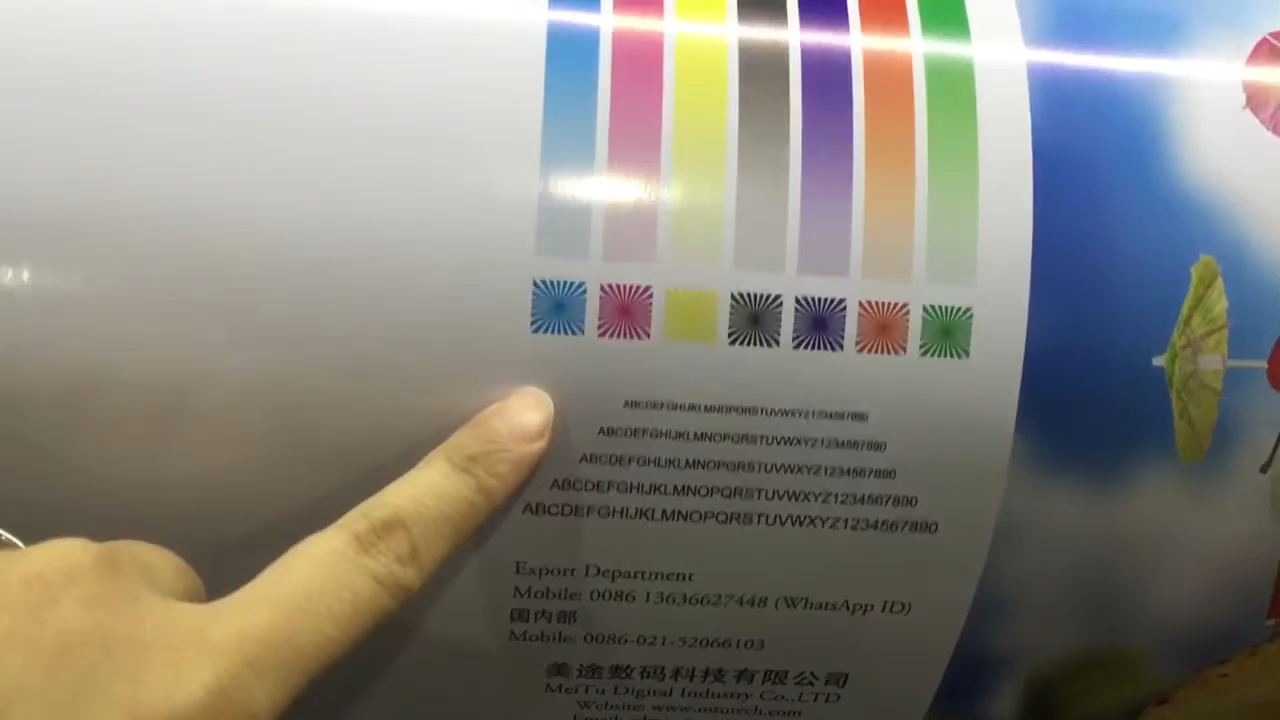 ABCDEFGHIJKLMNOPQRSTUVWXYZ1234567890
ABCDEFGHIJKLMNOPQRSTUVWXYZ1234567890
ABCDEFGHIJKLMNOPQRSTUVWXYZ1234567890
ABCDEFGHIJKLMNOPQRSTUVWXYZ1234567890
ABCDEFGHIJKLMNOPQRSTUVWXYZ1234567890
Export Department
Mobile: 0086 13636627448 (WhatsApp ID)
国内部
Mobile: 0086-021-52066103
美途数码科技有限公司
MeiTu Digital Industry Co.,LTD
Website: www.mtutech.com